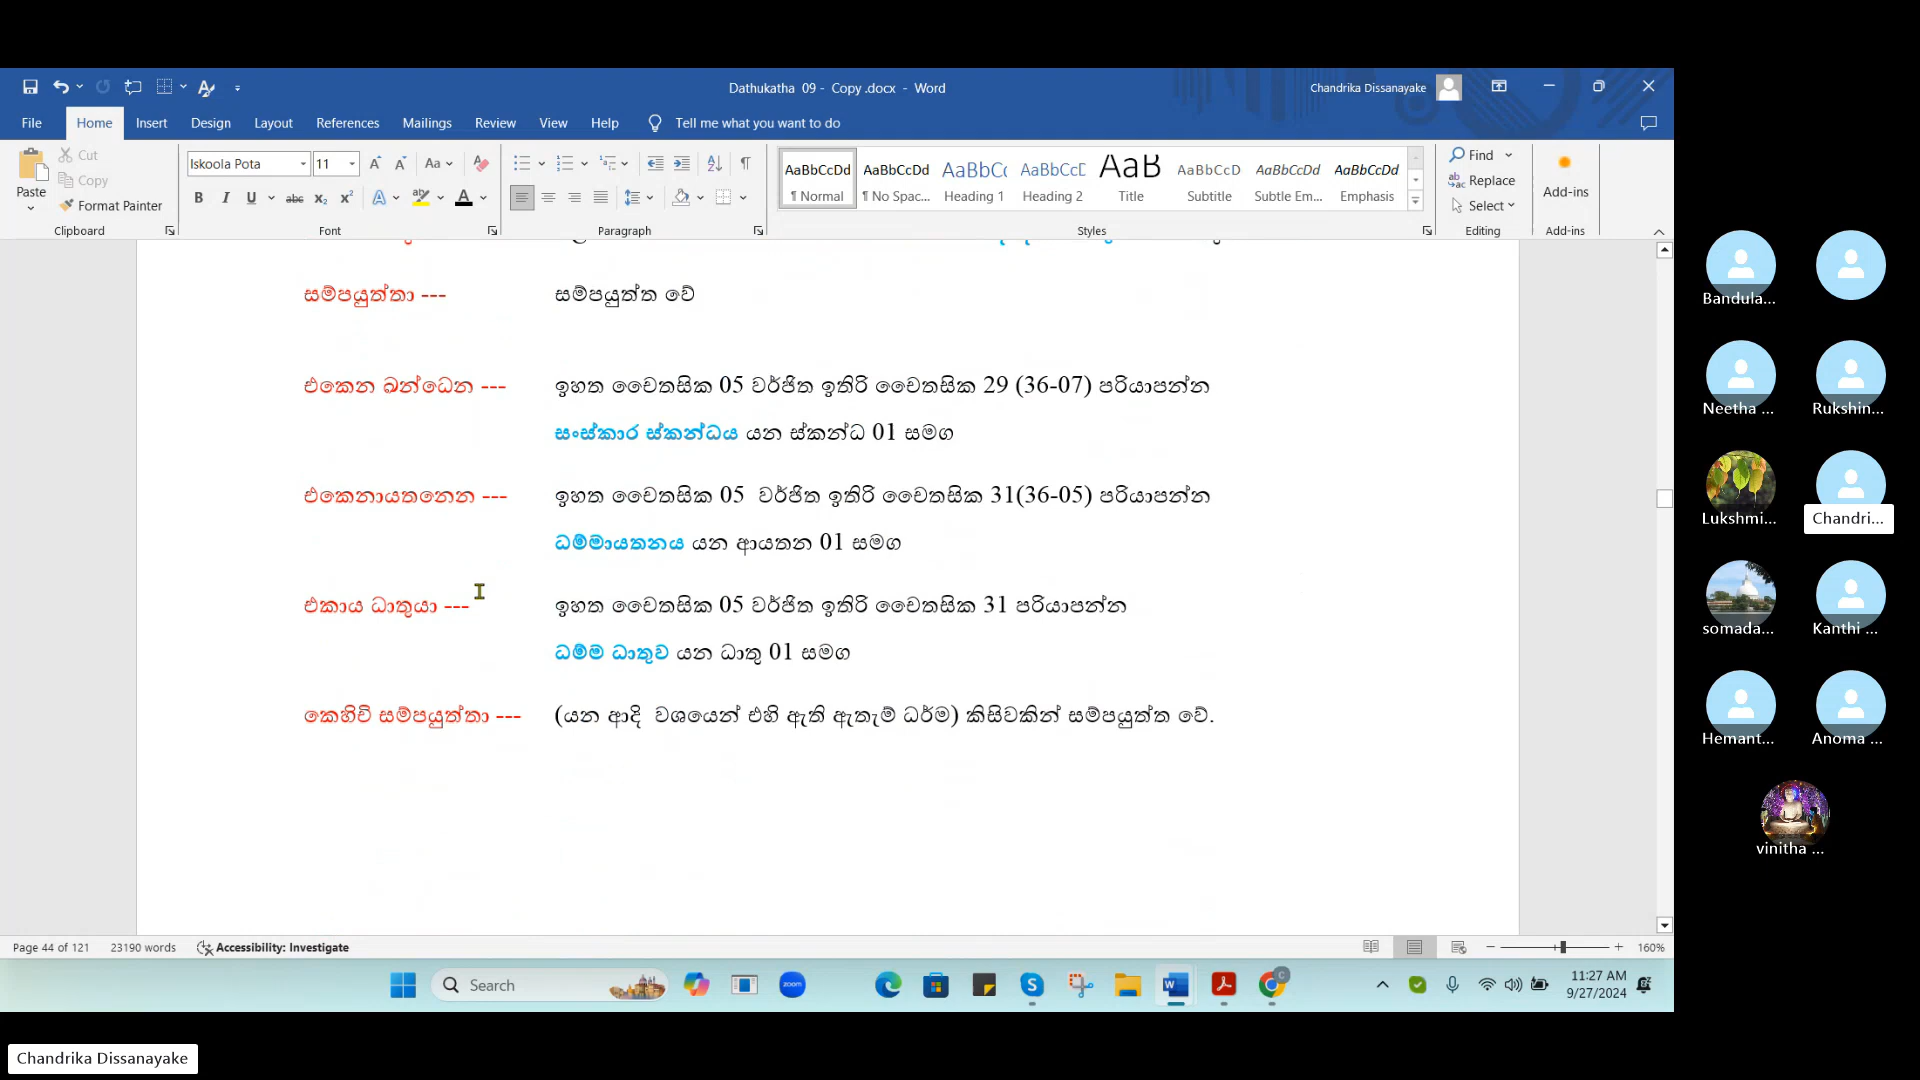 Dathukatha 09 - Copy .docx - Word
Chandrika Dissanayake
File Home Insert Design Layout References Mailings Review View Help Tell me what you want to do
Paste
Cut
Copy
Format Painter
Clipboard
Iskoola Pota 11
Font
Paragraph
AaBbCcDd ¶ Normal
AaBbCcDd ¶ No Spac...
AaBbCc Heading 1
AaBbCcD Heading 2
AaB Title
AaBbCcD Subtitle
AaBbCcDd Subtle Em...
AaBbCcDd Emphasis
Styles
Find
Replace
Select
Editing
Add-ins
Add-ins
සම්පයුත්තා --- සම්පයුත්ත වේ
එකෙන ඛන්ධෙන --- ඉහත චෛතසික 05 වර්ජිත ඉතිරි චෛතසික 29 (36-07) පරියාපන්න
සංස්කාර ස්කන්ධය යන ස්කන්ධ 01 සමග
එකෙනායතනෙන --- ඉහත චෛතසික 05 වර්ජිත ඉතිරි චෛතසික 31(36-05) පරියාපන්න
ධම්මායතනය යන ආයතන 01 සමග
එකාය ධාතුයා --- ඉහත චෛතසික 05 වර්ජිත ඉතිරි චෛතසික 31 පරියාපන්න
ධම්ම ධාතුව යන ධාතු 01 සමග
කෙහිචි සම්පයුත්තා --- (යන ආදි වශයෙන් එහි ඇති ඇතැම් ධර්ම) කිසිවකින් සම්පයුත්ත වේ.
Bandula...
Neetha ...
Rukshin...
Lukshmi...
Chandri...
somada...
Kanthi ...
Hemant...
Anoma ...
vinitha ...
Page 44 of 121 23190 words Accessibility: Investigate 160%
Search
zoom
11:27 AM
9/27/2024
Chandrika Dissanayake